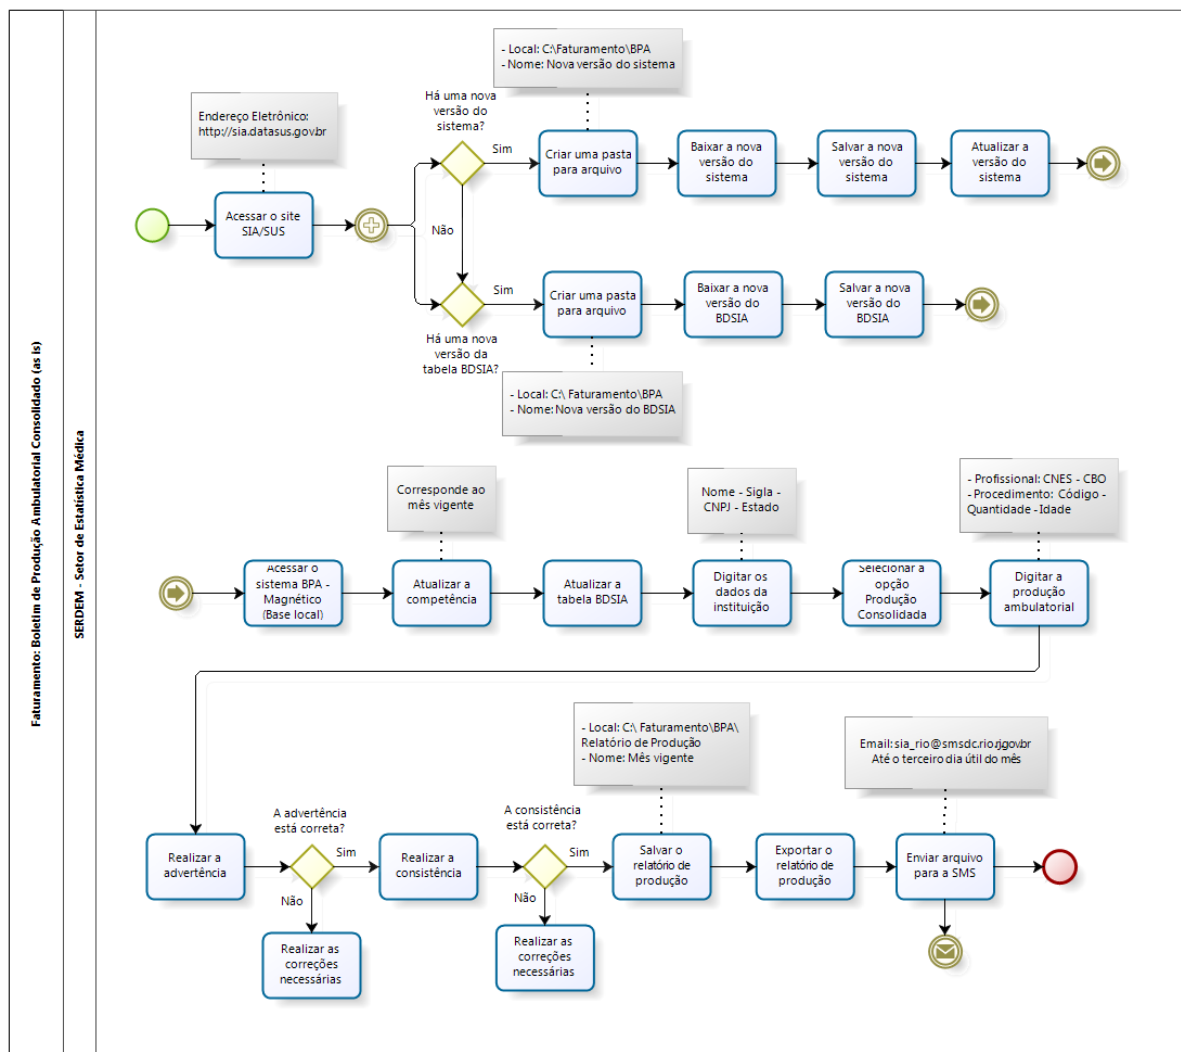 Faturamento: Boletim de Produção Ambulatorial Consolidado (as is)
SERDEM - Setor de Estatística Médica
- Local: C:\Faturamento\BPA
- Nome: Nova versão do sistema
Endereço Eletrônico:
http://sia.datasus.gov.br
Há uma nova
versão do
sistema?
Acessar o site
SIA/SUS
Sim
Criar uma pasta
para arquivo
Baixar a nova
versão do
sistema
Salvar a nova
versão do
sistema
Atualizar a
versão do
sistema
Não
Sim
Criar uma pasta
para arquivo
Baixar a nova
versão do
BDSIA
Salvar a nova
versão do
BDSIA
Há uma nova
versão da
tabela BDSIA?
- Local: C:\ Faturamento\BPA
- Nome: Nova versão do BDSIA
Corresponde ao
mês vigente
Nome - Sigla -
CNPJ - Estado
- Profissional: CNES - CBO
- Procedimento: Código -
Quantidade - Idade
Acessar o
sistema BPA -
Magnético
(Base local)
Atualizar a
competência
Atualizar a
tabela BDSIA
Digitar os
dados da
instituição
Selecionar a
opção
Produção
Consolidada
Digitar a
produção
ambulatorial
- Local: C:\ Faturamento\BPA\
Relatório de Produção
- Nome: Mês vigente
Email: sia_rio@smsdc.rio.rj.gov.br
Até o terceiro dia útil do mês
Realizar a
advertência
A advertência
está correta?
Sim
Não
Realizar as
correções
necessárias
Realizar a
consistência
A consistência
está correta?
Sim
Não
Realizar as
correções
necessárias
Salvar o
relatório de
produção
Exportar o
relatório de
produção
Enviar arquivo
para a SMS